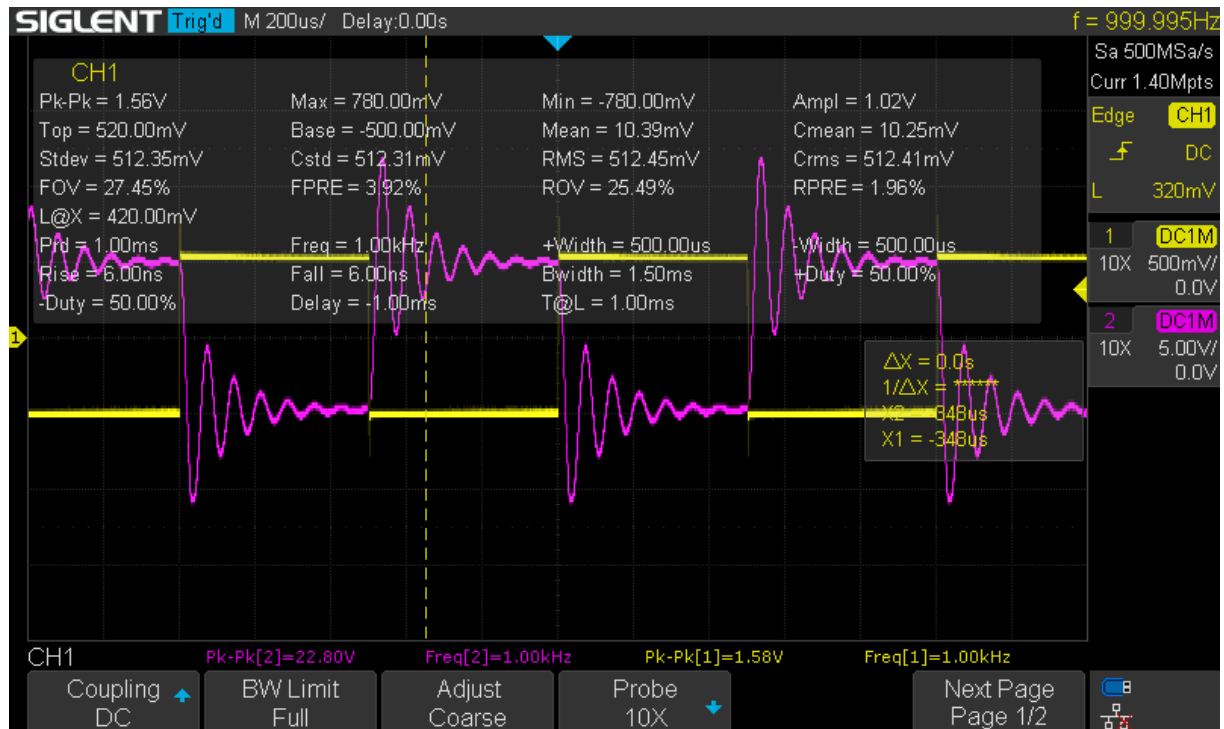 SIGLENT Trig'd M 200us/ Delay:0.00s f = 999.995Hz
Sa 500MSa/s
Curr 1.40Mpts
Edge CH1
DC
L 320mV
1 DC1M
10X 500mV/
0.0V
2 DC1M
10X 5.00V/
0.0V
CH1
Pk-Pk = 1.56V Max = 780.00mV Min = -780.00mV Ampl = 1.02V
Top = 520.00mV Base = -500.00mV Mean = 10.39mV Cmean = 10.25mV
Stdev = 512.35mV Cstd = 512.31mV RMS = 512.45mV Crms = 512.41mV
FOV = 27.45% FPRE = 3.92% ROV = 25.49% RPRE = 1.96%
L@X = 420.00mV
Prd = 1.00ms Freq = 1.00kHz +Width = 500.00us -Width = 500.00us
Rise = 6.00ns Fall = 6.00ns Bwidth = 1.50ms +Duty = 50.00%
-Duty = 50.00% Delay = -1.00ms T@L = 1.00ms
1
△X = 0.0s
1/△X = ******
X2 = -348us
X1 = -348us
CH1 Pk-Pk[2]=22.80V Freq[2]=1.00kHz Pk-Pk[1]=1.58V Freq[1]=1.00kHz
Coupling
DC
BW Limit
Full
Adjust
Coarse
Probe
10X
Next Page
Page 1/2